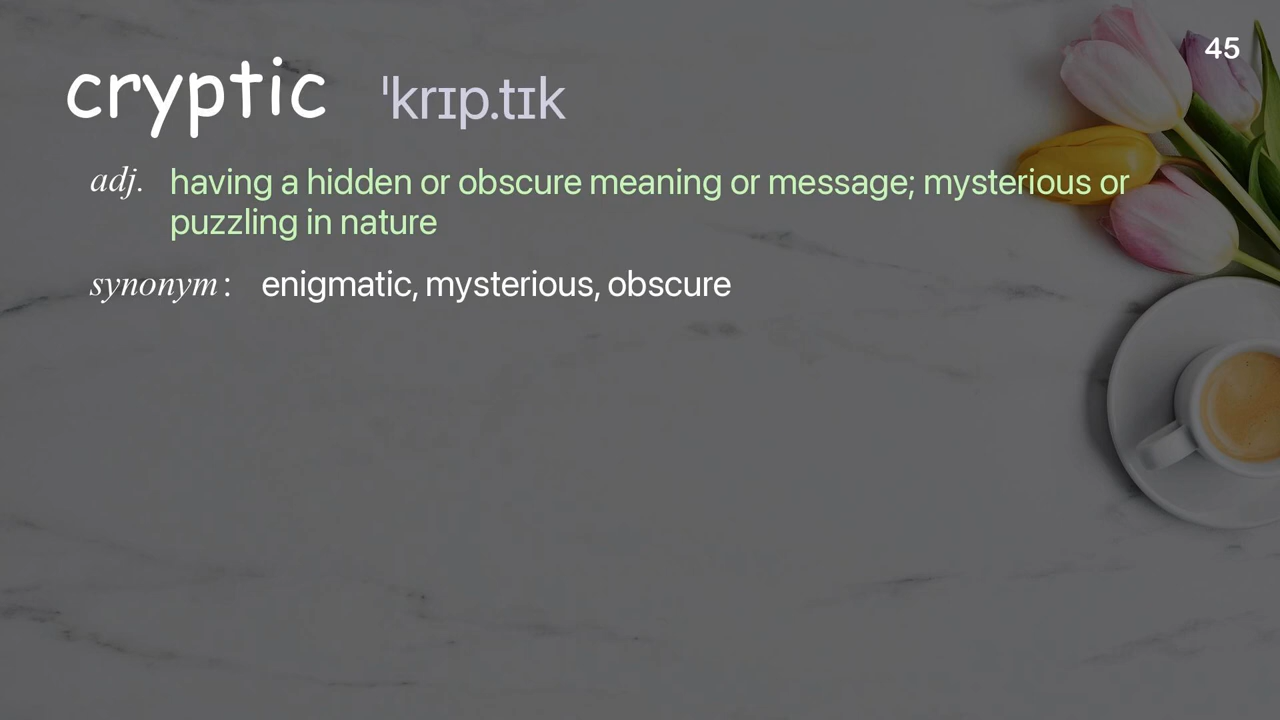 45
cryptic ˈkrɪp.tɪk
adj. having a hidden or obscure meaning or message; mysterious or
puzzling in nature
synonym: enigmatic, mysterious, obscure